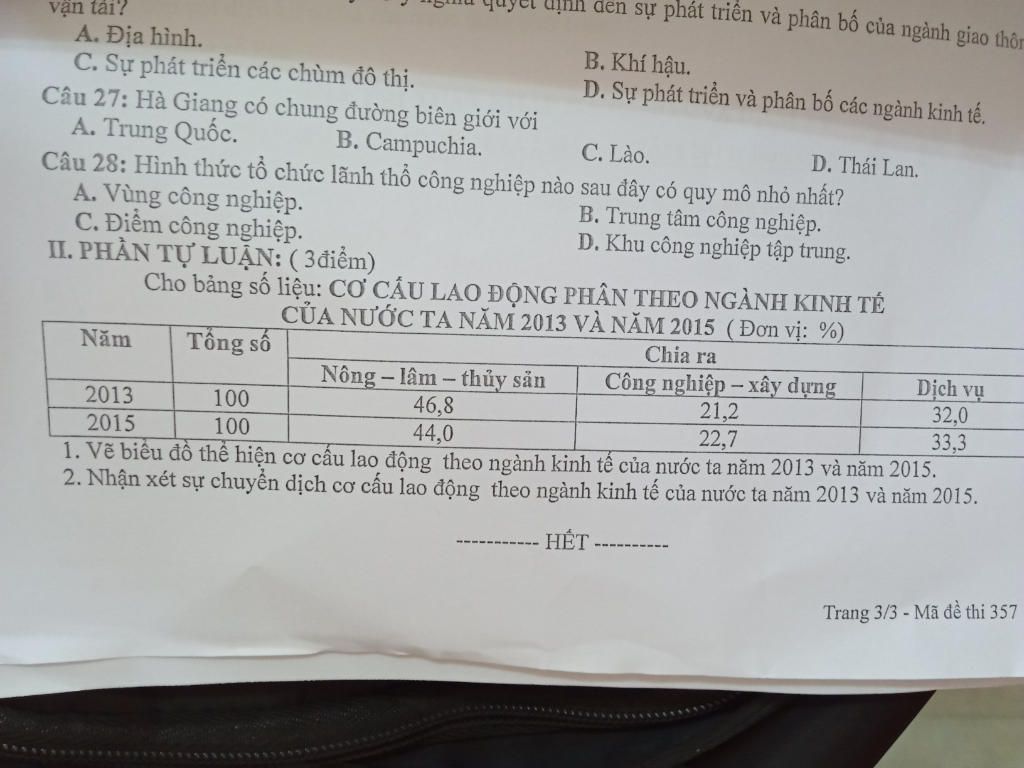 vận tải?
quyết định đến sự phát triển và phân bố của ngành giao thôn
A. Địa hình.
B. Khí hậu.
C. Sự phát triển các chùm đô thị.
D. Sự phát triển và phân bố các ngành kinh tế.
Câu 27: Hà Giang có chung đường biên giới với
A. Trung Quốc. B. Campuchia. C. Lào. D. Thái Lan.
Câu 28: Hình thức tổ chức lãnh thổ công nghiệp nào sau đây có quy mô nhỏ nhất?
A. Vùng công nghiệp. B. Trung tâm công nghiệp.
C. Điểm công nghiệp. D. Khu công nghiệp tập trung.
II. PHẦN TỰ LUẬN: ( 3điểm)
Cho bảng số liệu: CƠ CẤU LAO ĐỘNG PHÂN THEO NGÀNH KINH TẾ
CỦA NƯỚC TA NĂM 2013 VÀ NĂM 2015 ( Đơn vị: %)
Năm Tổng số Chia ra
Nông – lâm – thủy sản Công nghiệp – xây dựng Dịch vụ
2013 100 46,8 21,2 32,0
2015 100 44,0 22,7 33,3
1. Vẽ biểu đồ thể hiện cơ cấu lao động theo ngành kinh tế của nước ta năm 2013 và năm 2015.
2. Nhận xét sự chuyển dịch cơ cấu lao động theo ngành kinh tế của nước ta năm 2013 và năm 2015.
----------- HẾT ----------
Trang 3/3 - Mã đề thi 357